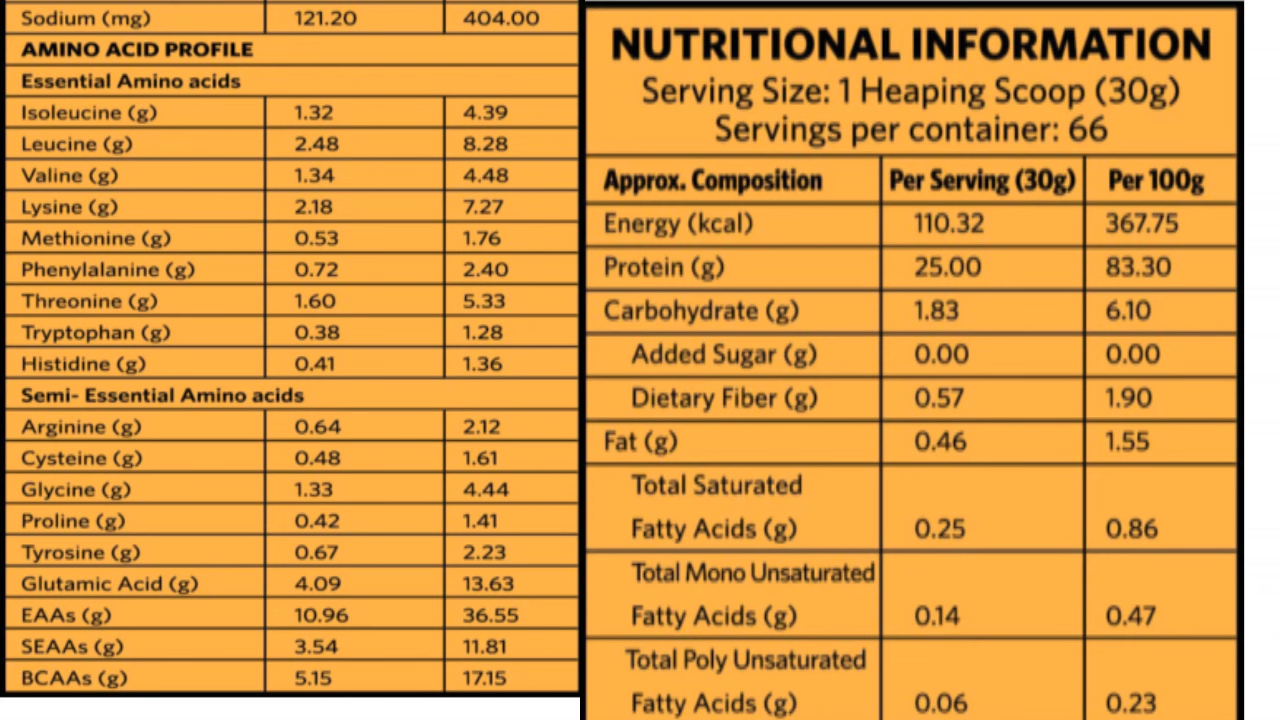 Sodium (mg) 121.20 404.00
AMINO ACID PROFILE
Essential Amino acids
Isoleucine (g) 1.32 4.39
Leucine (g) 2.48 8.28
Valine (g) 1.34 4.48
Lysine (g) 2.18 7.27
Methionine (g) 0.53 1.76
Phenylalanine (g) 0.72 2.40
Threonine (g) 1.60 5.33
Tryptophan (g) 0.38 1.28
Histidine (g) 0.41 1.36
Semi- Essential Amino acids
Arginine (g) 0.64 2.12
Cysteine (g) 0.48 1.61
Glycine (g) 1.33 4.44
Proline (g) 0.42 1.41
Tyrosine (g) 0.67 2.23
Glutamic Acid (g) 4.09 13.63
EAAs (g) 10.96 36.55
SEAAs (g) 3.54 11.81
BCAAs (g) 5.15 17.15
NUTRITIONAL INFORMATION
Serving Size: 1 Heaping Scoop (30g)
Servings per container: 66
Approx. Composition Per Serving (30g) Per 100g
Energy (kcal) 110.32 367.75
Protein (g) 25.00 83.30
Carbohydrate (g) 1.83 6.10
Added Sugar (g) 0.00 0.00
Dietary Fiber (g) 0.57 1.90
Fat (g) 0.46 1.55
Total Saturated
Fatty Acids (g) 0.25 0.86
Total Mono Unsaturated
Fatty Acids (g) 0.14 0.47
Total Poly Unsaturated
Fatty Acids (g) 0.06 0.23